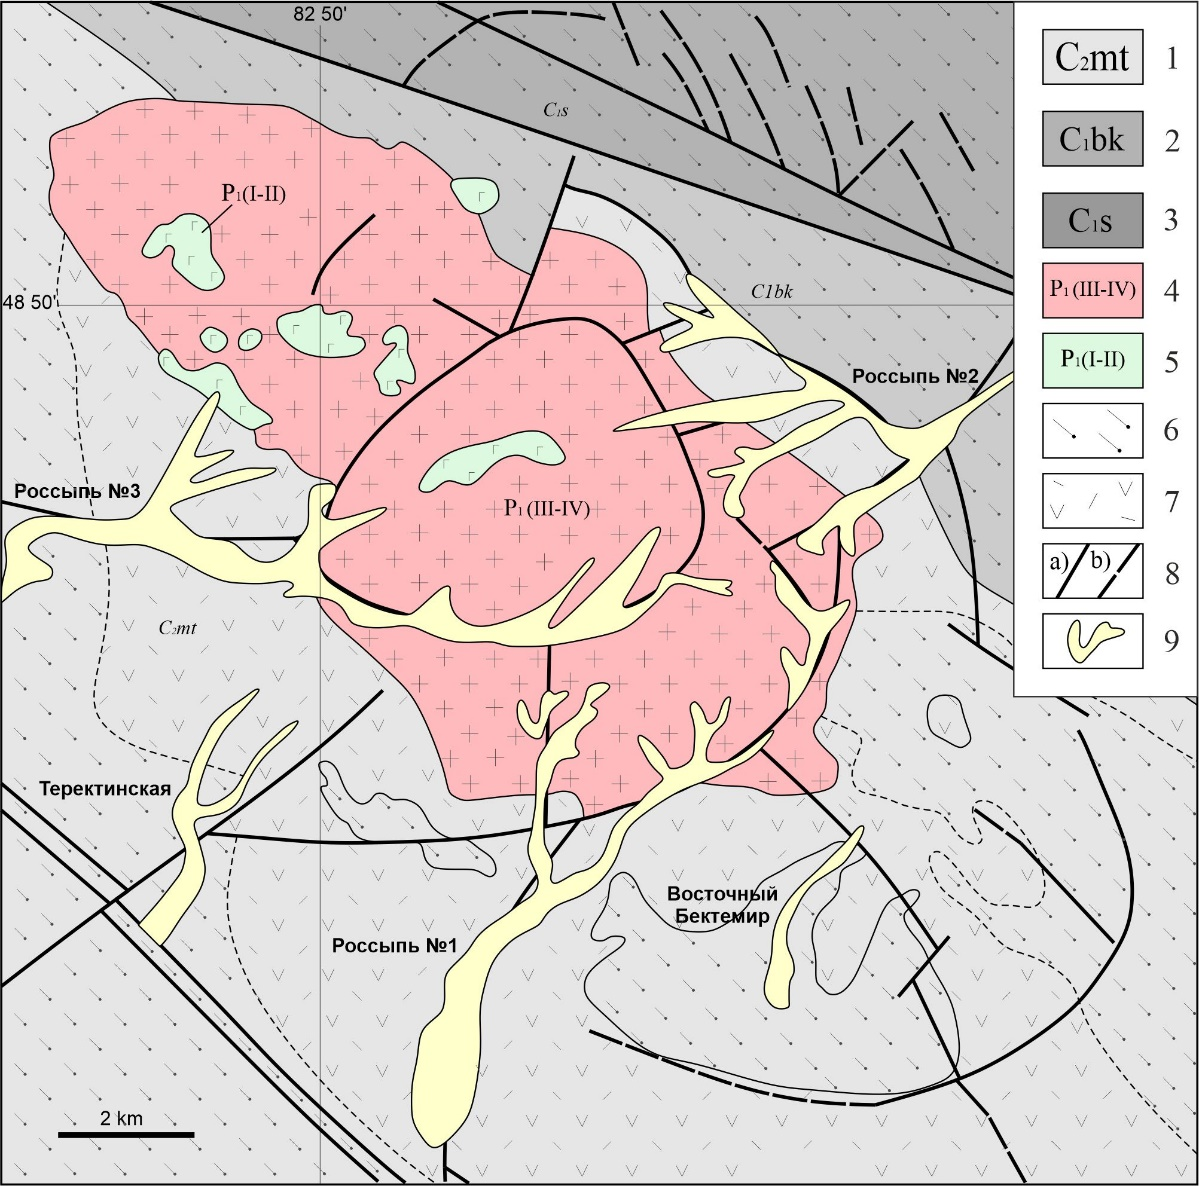 82 50'
C₁s
P₁(I-II)
48 50'
C1bk
Россыпь №2
Россыпь №3
P₁(III-IV)
C₂mt
Теректинская
Восточный
Бектемир
Россыпь №1
2 km
C₂mt 1
C₁bk 2
C₁s 3
P₁(III-IV) 4
P₁(I-II) 5
6
7
a) b) 8
9